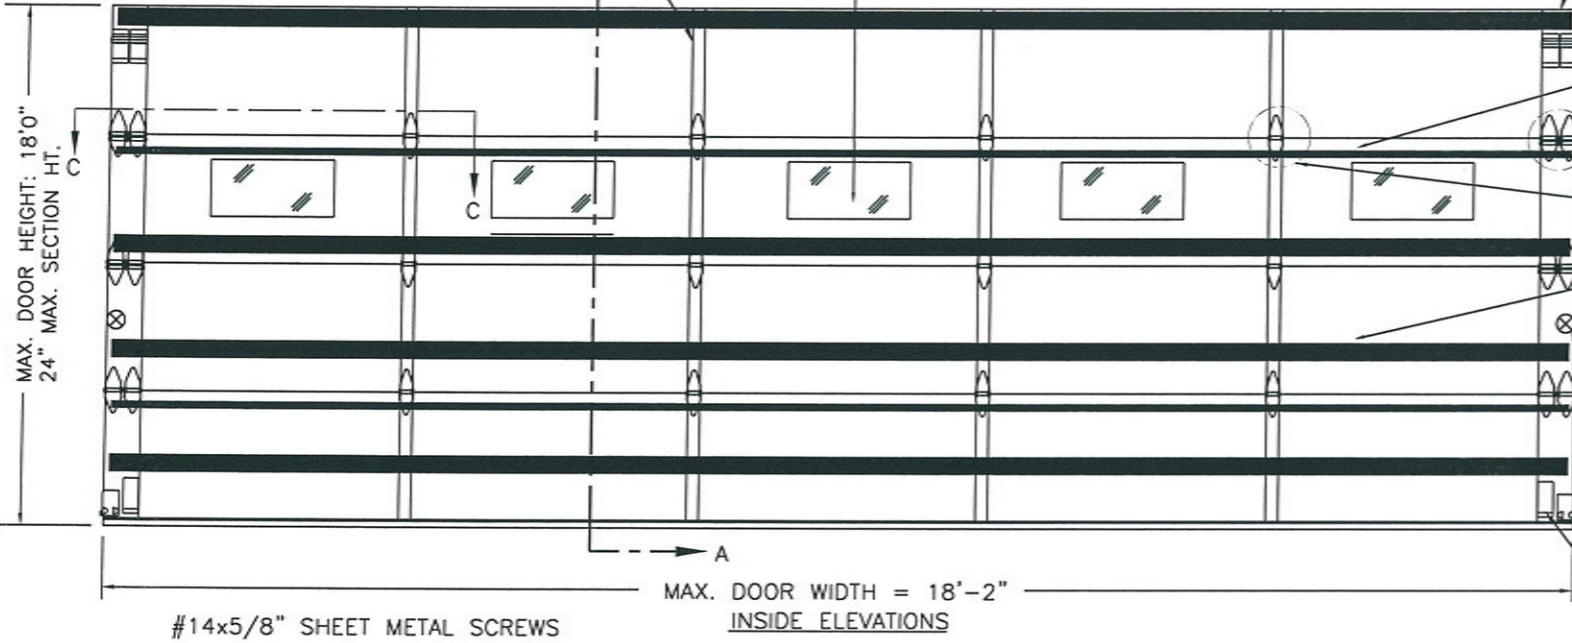 MAX. DOOR HEIGHT: 18'0"
24" MAX. SECTION HT.
C
C
A
MAX. DOOR WIDTH = 18'-2"
INSIDE ELEVATIONS
#14x5/8" SHEET METAL SCREWS